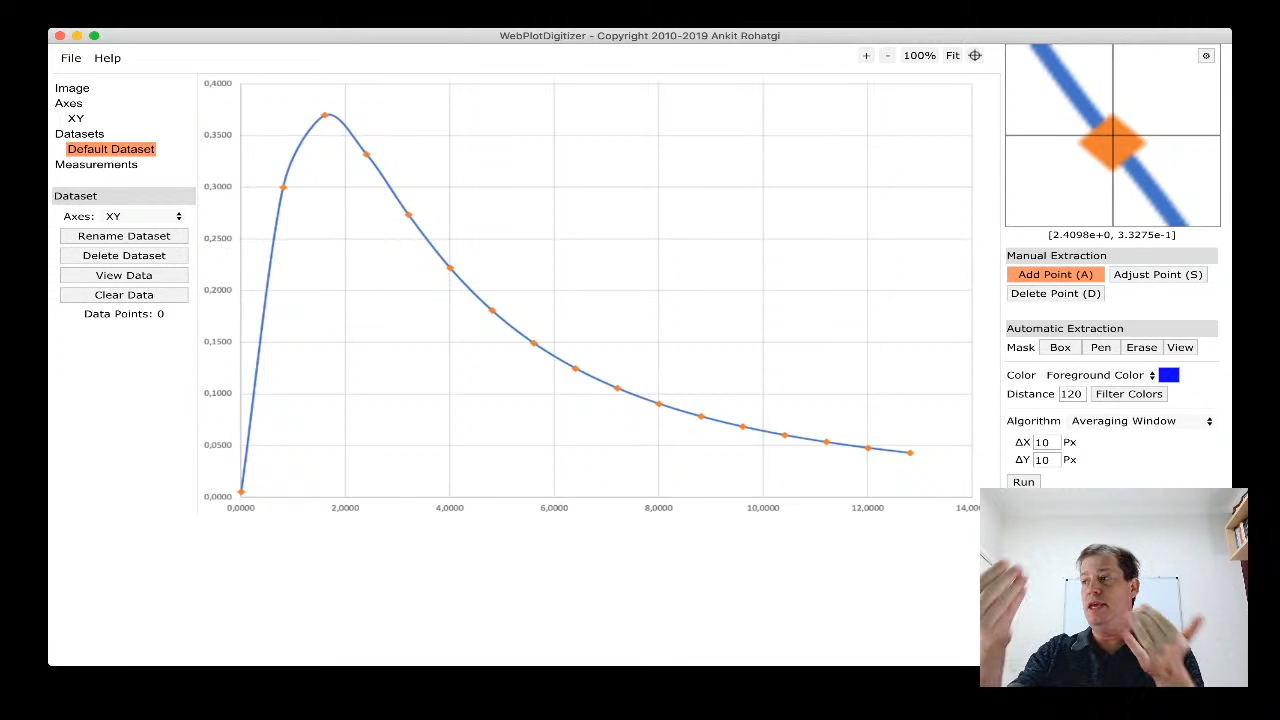 WebPlotDigitizer - Copyright 2010-2019 Ankit Rohatgi
File Help
+ - 100% Fit
Image
Axes
XY
Datasets
Default Dataset
Measurements
Dataset
Axes: XY
Rename Dataset
Delete Dataset
View Data
Clear Data
Data Points: 0
0,4000
0,3500
0,3000
0,2500
0,2000
0,1500
0,1000
0,0500
0,0000
0,0000 2,0000 4,0000 6,0000 8,0000 10,0000 12,0000 14,00
[2.4098e+0, 3.3275e-1]
Manual Extraction
Add Point (A) Adjust Point (S)
Delete Point (D)
Automatic Extraction
Mask Box Pen Erase View
Color Foreground Color
Distance 120 Filter Colors
Algorithm Averaging Window
ΔX 10 Px
ΔY 10 Px
Run